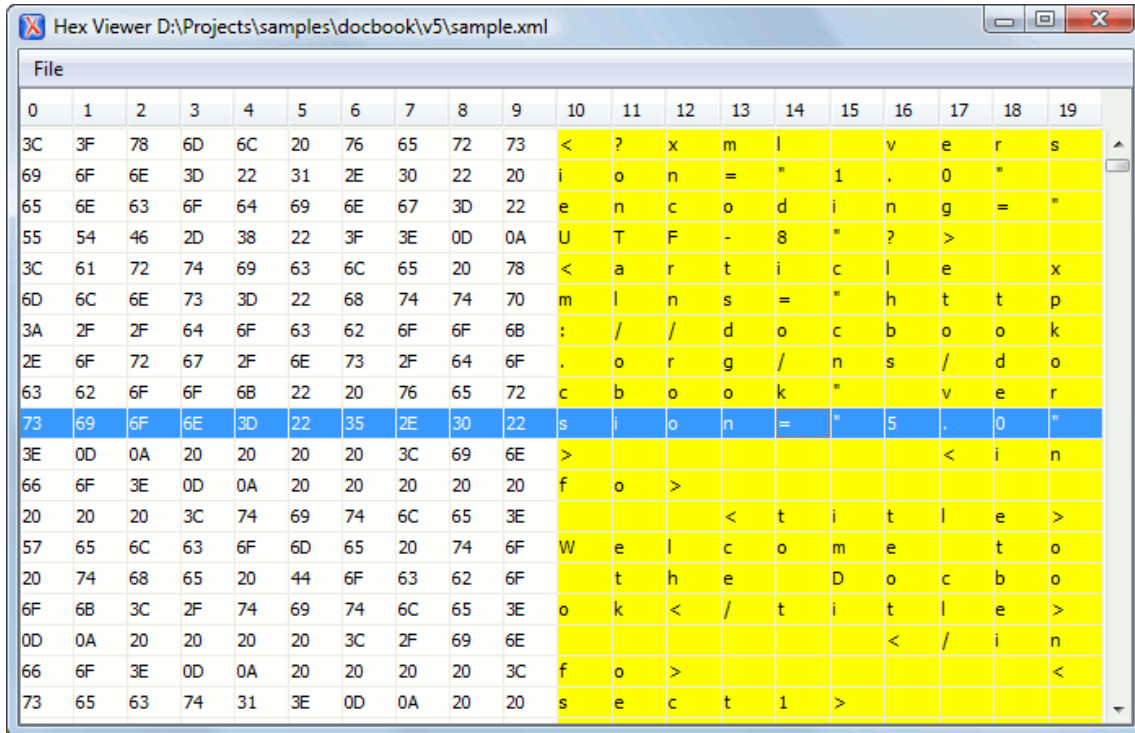 Hex Viewer D:\Projects\samples\docbook\v5\sample.xml
File
0 1 2 3 4 5 6 7 8 9 10 11 12 13 14 15 16 17 18 19
3C 3F 78 6D 6C 20 76 65 72 73 < ? x m l v e r s
69 6F 6E 3D 22 31 2E 30 22 20 i o n = " 1 . 0 "
65 6E 63 6F 64 69 6E 67 3D 22 e n c o d i n g = "
55 54 46 2D 38 22 3F 3E 0D 0A U T F - 8 " ? >
3C 61 72 74 69 63 6C 65 20 78 < a r t i c l e x
6D 6C 6E 73 3D 22 68 74 74 70 m l n s = " h t t p
3A 2F 2F 64 6F 63 62 6F 6F 6B : / / d o c b o o k
2E 6F 72 67 2F 6E 73 2F 64 6F . o r g / n s / d o
63 62 6F 6F 6B 22 20 76 65 72 c b o o k " v e r
73 69 6F 6E 3D 22 35 2E 30 22 s i o n = " 5 . 0 "
3E 0D 0A 20 20 20 20 3C 69 6E > < i n
66 6F 3E 0D 0A 20 20 20 20 20 f o >
20 20 20 3C 74 69 74 6C 65 3E < t i t l e >
57 65 6C 63 6F 6D 65 20 74 6F W e l c o m e t o
20 74 68 65 20 44 6F 63 62 6F t h e D o c b o
6F 6B 3C 2F 74 69 74 6C 65 3E o k < / t i t l e >
0D 0A 20 20 20 20 3C 2F 69 6E < / i n
66 6F 3E 0D 0A 20 20 20 20 3C f o > <
73 65 63 74 31 3E 0D 0A 20 20 s e c t 1 >